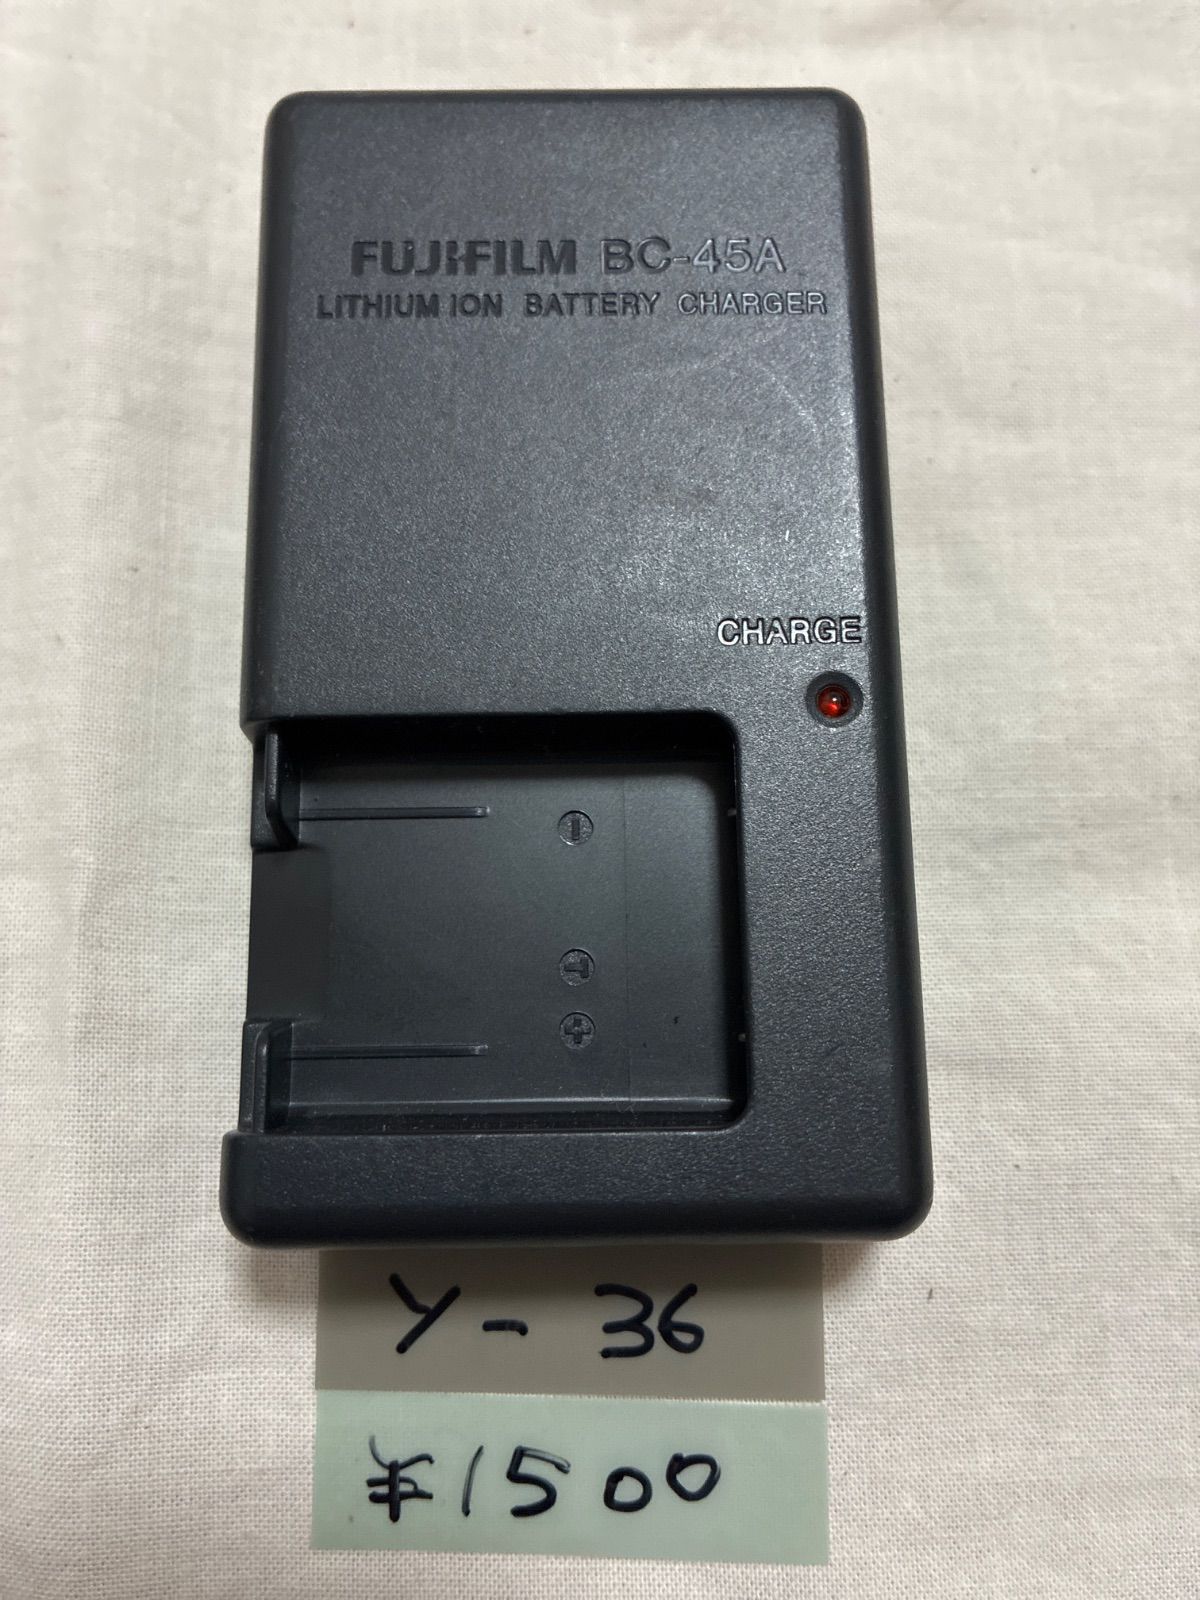 FUJIFILM BC-45A
LITHIUM ION BATTERY CHARGER
CHARGE
−
T
+
Y-36
¥1500